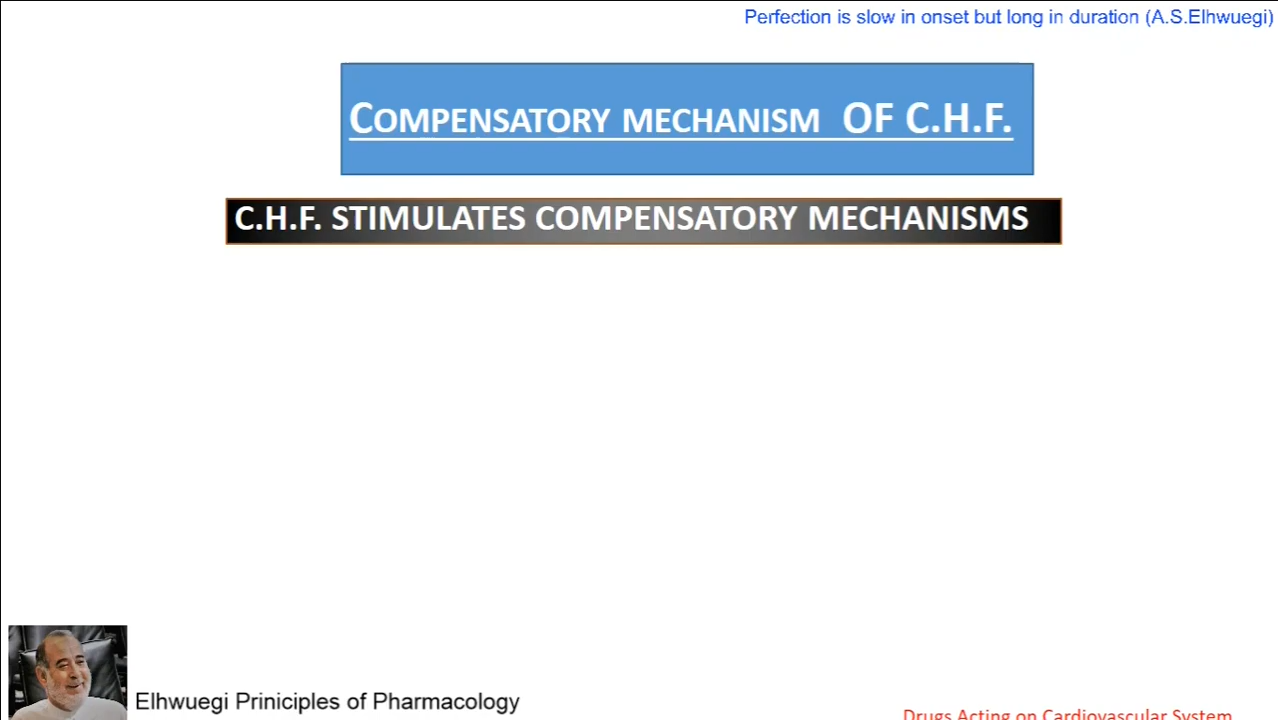 Perfection is slow in onset but long in duration (A.S.Elhwuegi)
COMPENSATORY MECHANISM OF C.H.F.
C.H.F. STIMULATES COMPENSATORY MECHANISMS
Elhwuegi Priniciples of Pharmacology
Drugs Acting on Cardiovascular System